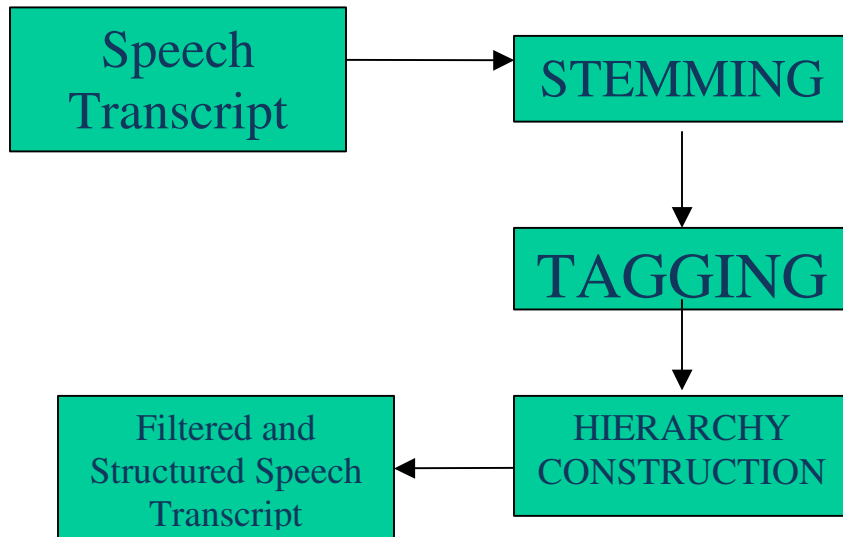 Speech
Transcript
STEMMING
TAGGING
HIERARCHY
CONSTRUCTION
Filtered and
Structured Speech
Transcript